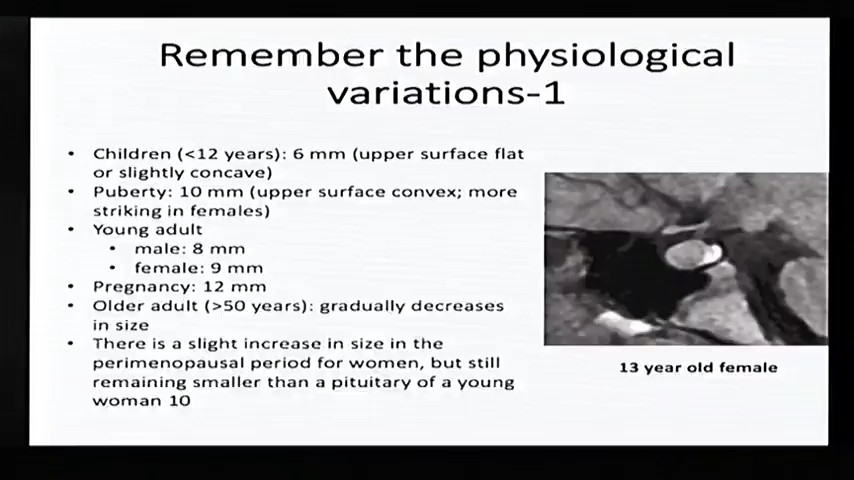 Remember the physiological
variations-1
• Children (<12 years): 6 mm (upper surface flat
or slightly concave)
• Puberty: 10 mm (upper surface convex; more
striking in females)
• Young adult
• male: 8 mm
• female: 9 mm
• Pregnancy: 12 mm
• Older adult (>50 years): gradually decreases
in size
• There is a slight increase in size in the
perimenopausal period for women, but still
remaining smaller than a pituitary of a young
woman 10
13 year old female